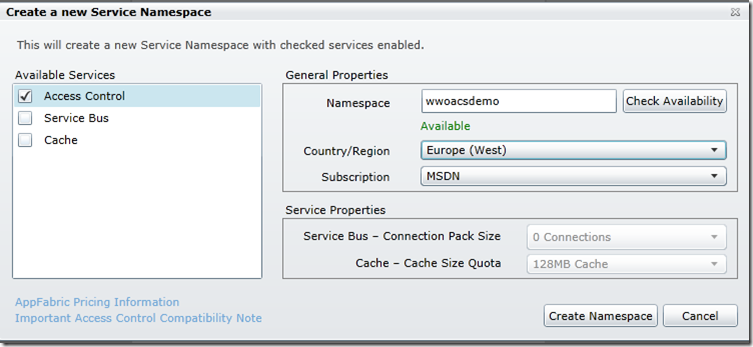 Create a new Service Namespace
This will create a new Service Namespace with checked services enabled.
Available Services
Access Control
Service Bus
Cache
General Properties
Namespace wwoacsdemo Check Availability
Available
Country/Region Europe (West)
Subscription MSDN
Service Properties
Service Bus – Connection Pack Size 0 Connections
Cache – Cache Size Quota 128MB Cache
AppFabric Pricing Information
Important Access Control Compatibility Note
Create Namespace Cancel